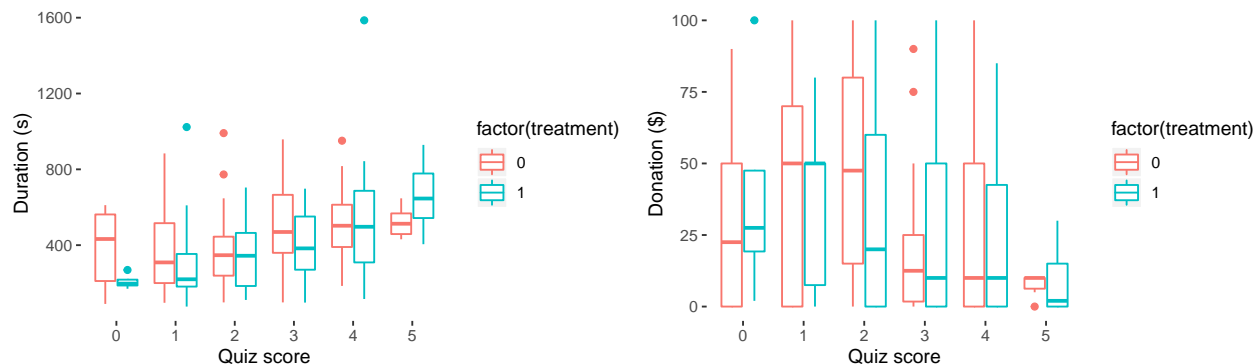 1600
1200
800
400
Duration (s)
0 1 2 3 4 5
Quiz score
factor(treatment)
0
1
100
75
50
25
0
Donation ($)
0 1 2 3 4 5
Quiz score
factor(treatment)
0
1